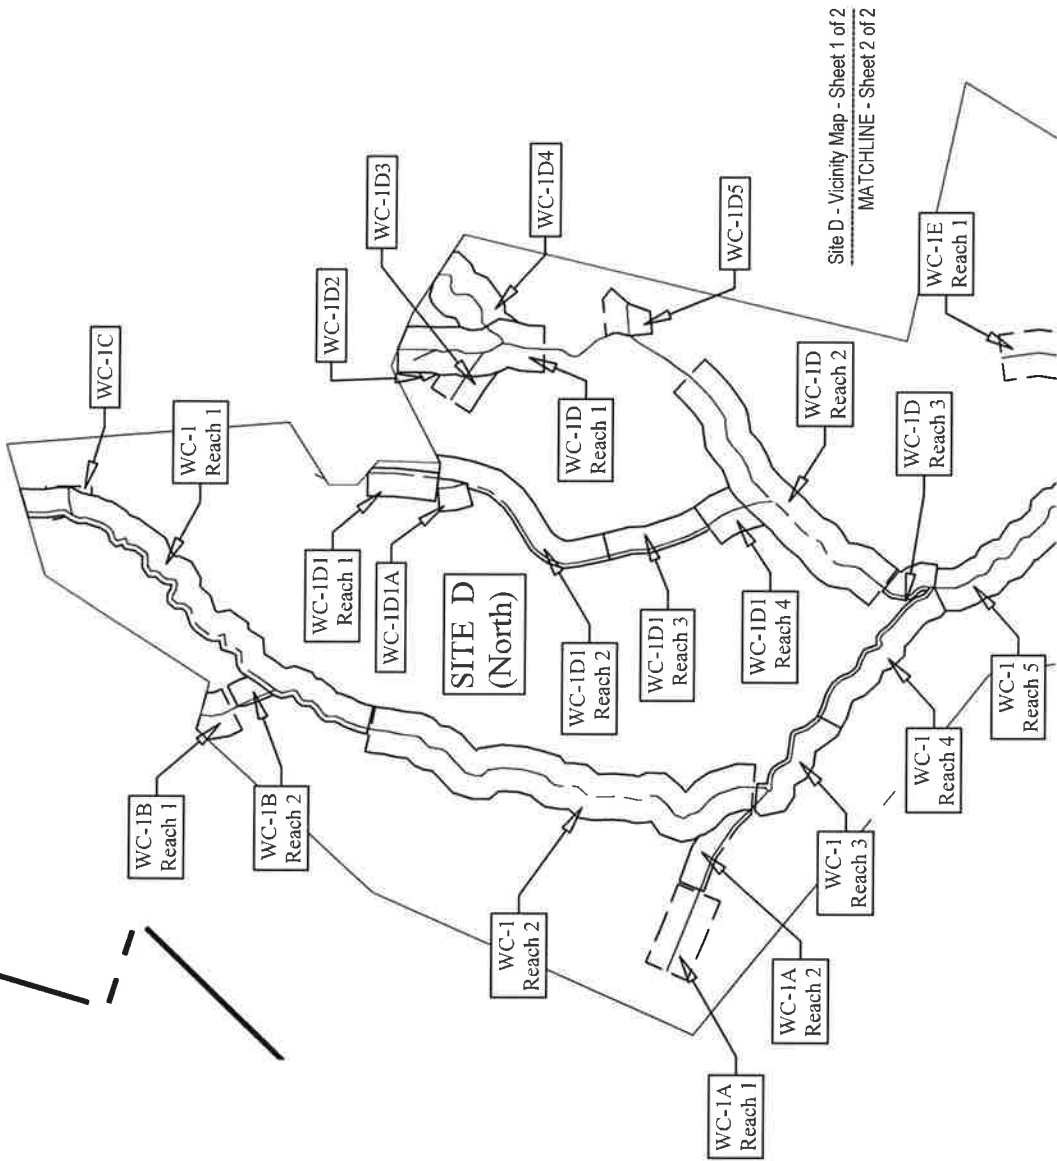 Site D - Vicinity Map - Sheet 1 of 2
MATCHLINE - Sheet 2 of 2
WC-1C
WC-1
Reach 1
WC-1D2
WC-1D3
WC-1D4
WC-1D5
WC-1E
Reach 1
WC-1D
Reach 1
WC-1D
Reach 2
WC-1D
Reach 3
WC-1D1
Reach 1
WC-1D1A
SITE D
(North)
WC-1D1
Reach 2
WC-1D1
Reach 3
WC-1D1
Reach 4
WC-1
Reach 5
WC-1
Reach 4
WC-1
Reach 3
WC-1B
Reach 1
WC-1B
Reach 2
WC-1
Reach 2
WC-1A
Reach 2
WC-1A
Reach 1